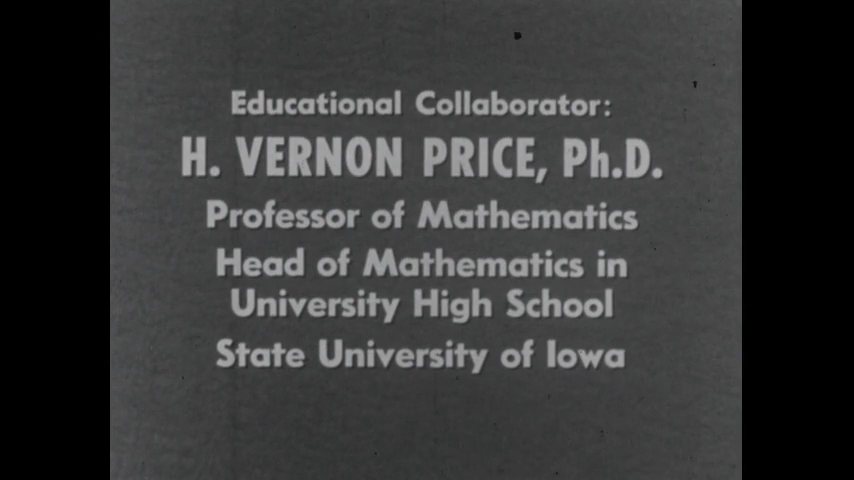 Educational Collaborator:
H. VERNON PRICE, Ph.D.
Professor of Mathematics
Head of Mathematics in
University High School
State University of Iowa